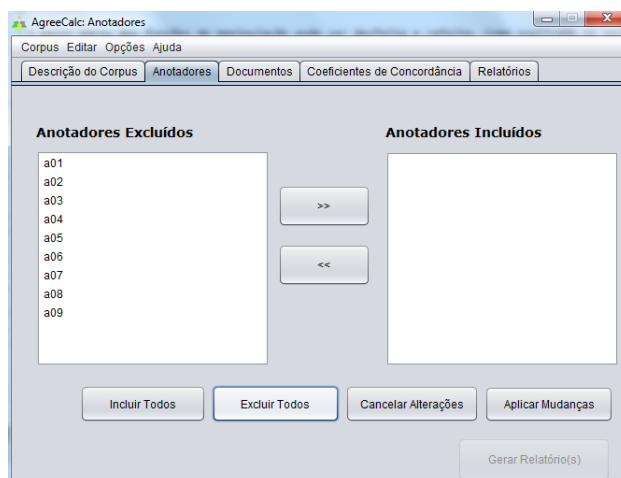 AgreeCalc: Anotadores
Corpus Editar Opções Ajuda
Descrição do Corpus Anotadores Documentos Coeficientes de Concordância Relatórios
Anotadores Excluídos Anotadores Incluídos
a01
a02
a03
a04
a05
a06
a07
a08
a09
>>
<<
Incluir Todos Excluir Todos Cancelar Alterações Aplicar Mudanças
Gerar Relatório(s)